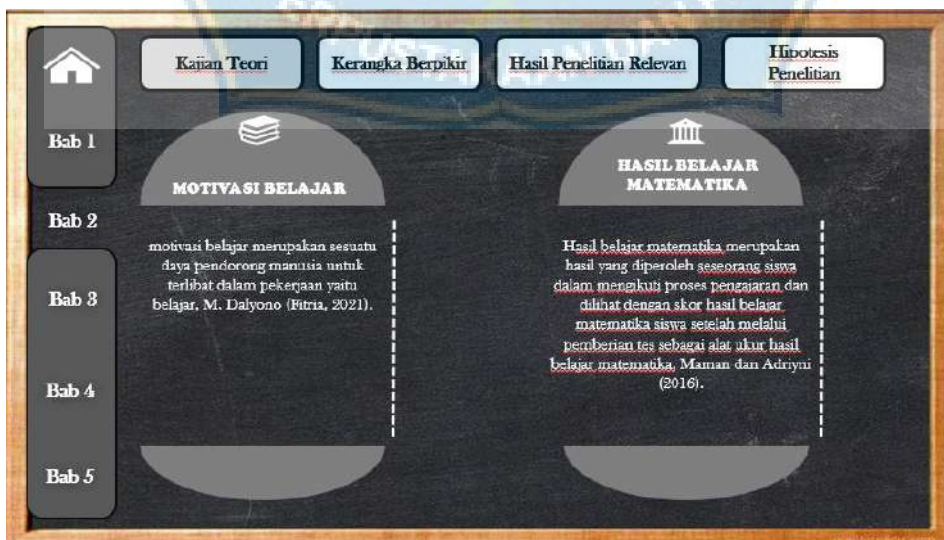 PUSTAKAAN DAN
Kajian Teori
Kerangka Berpikir
Hasil Penelitian Relevan
Hipotesis
Penelitian
Bab 1
Bab 2
Bab 3
Bab 4
Bab 5
MOTIVASI BELAJAR
motivasi belajar merupakan sesuatu
daya pendorong manusia untuk
terlibat dalam pekerjaan yaitu
belajar, M. Dalyono (Fitria, 2021).
HASIL BELAJAR
MATEMATIKA
Hasil belajar matematika merupakan
hasil yang diperoleh seseorang siswa
dalam mengikuti proses pengajaran dan
dilihat dengan skor hasil belajar
matematika siswa setelah melalui
pemberian tes sebagai alat ukur hasil
belajar matematika, Maman dan Adriyni
(2016).